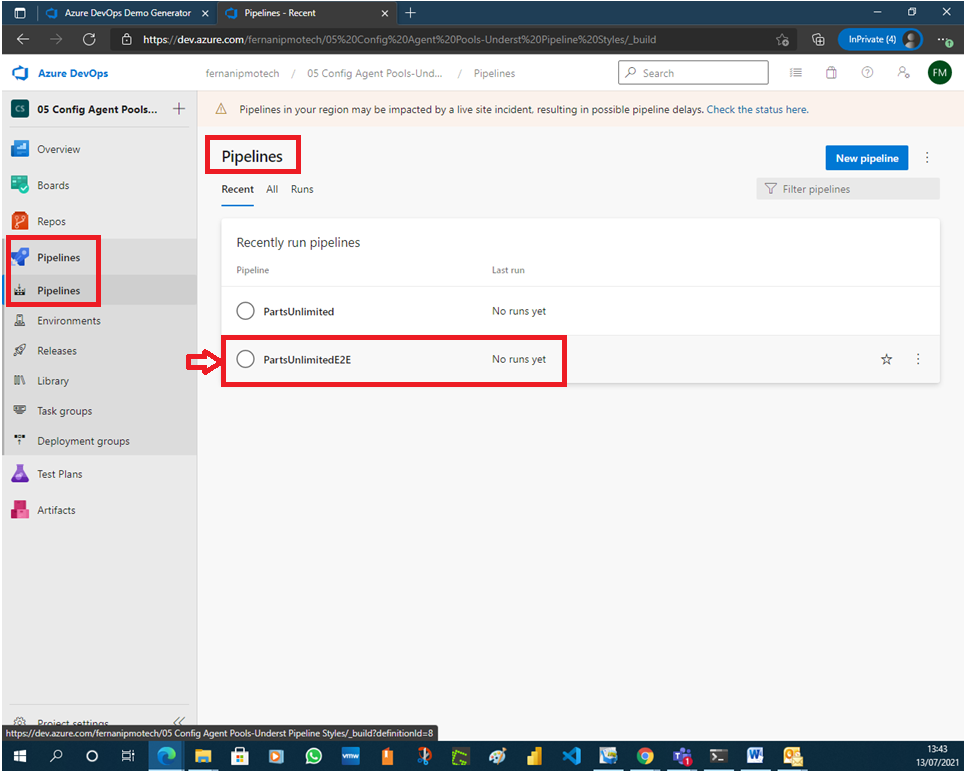 Azure DevOps Demo Generator
Pipelines - Recent
https://dev.azure.com/fernanipmotech/05%20Config%20Agent%20Pools-Underst%20Pipeline%20Styles/_build
InPrivate (4)
Azure DevOps
fernanipmotech / 05 Config Agent Pools-Und... / Pipelines
Search
FM
CS
05 Config Agent Pools...
Pipelines in your region may be impacted by a live site incident, resulting in possible pipeline delays. Check the status here.
Overview
Boards
Repos
Pipelines
Pipelines
Environments
Releases
Library
Task groups
Deployment groups
Test Plans
Artifacts
Project settings
Pipelines
New pipeline
Recent All Runs
Filter pipelines
Recently run pipelines
Pipeline Last run
PartsUnlimited No runs yet
PartsUnlimitedE2E No runs yet
https://dev.azure.com/fernanipmotech/05 Config Agent Pools-Underst Pipeline Styles/_build?definitionId=8
vmw
13:43
13/07/2021